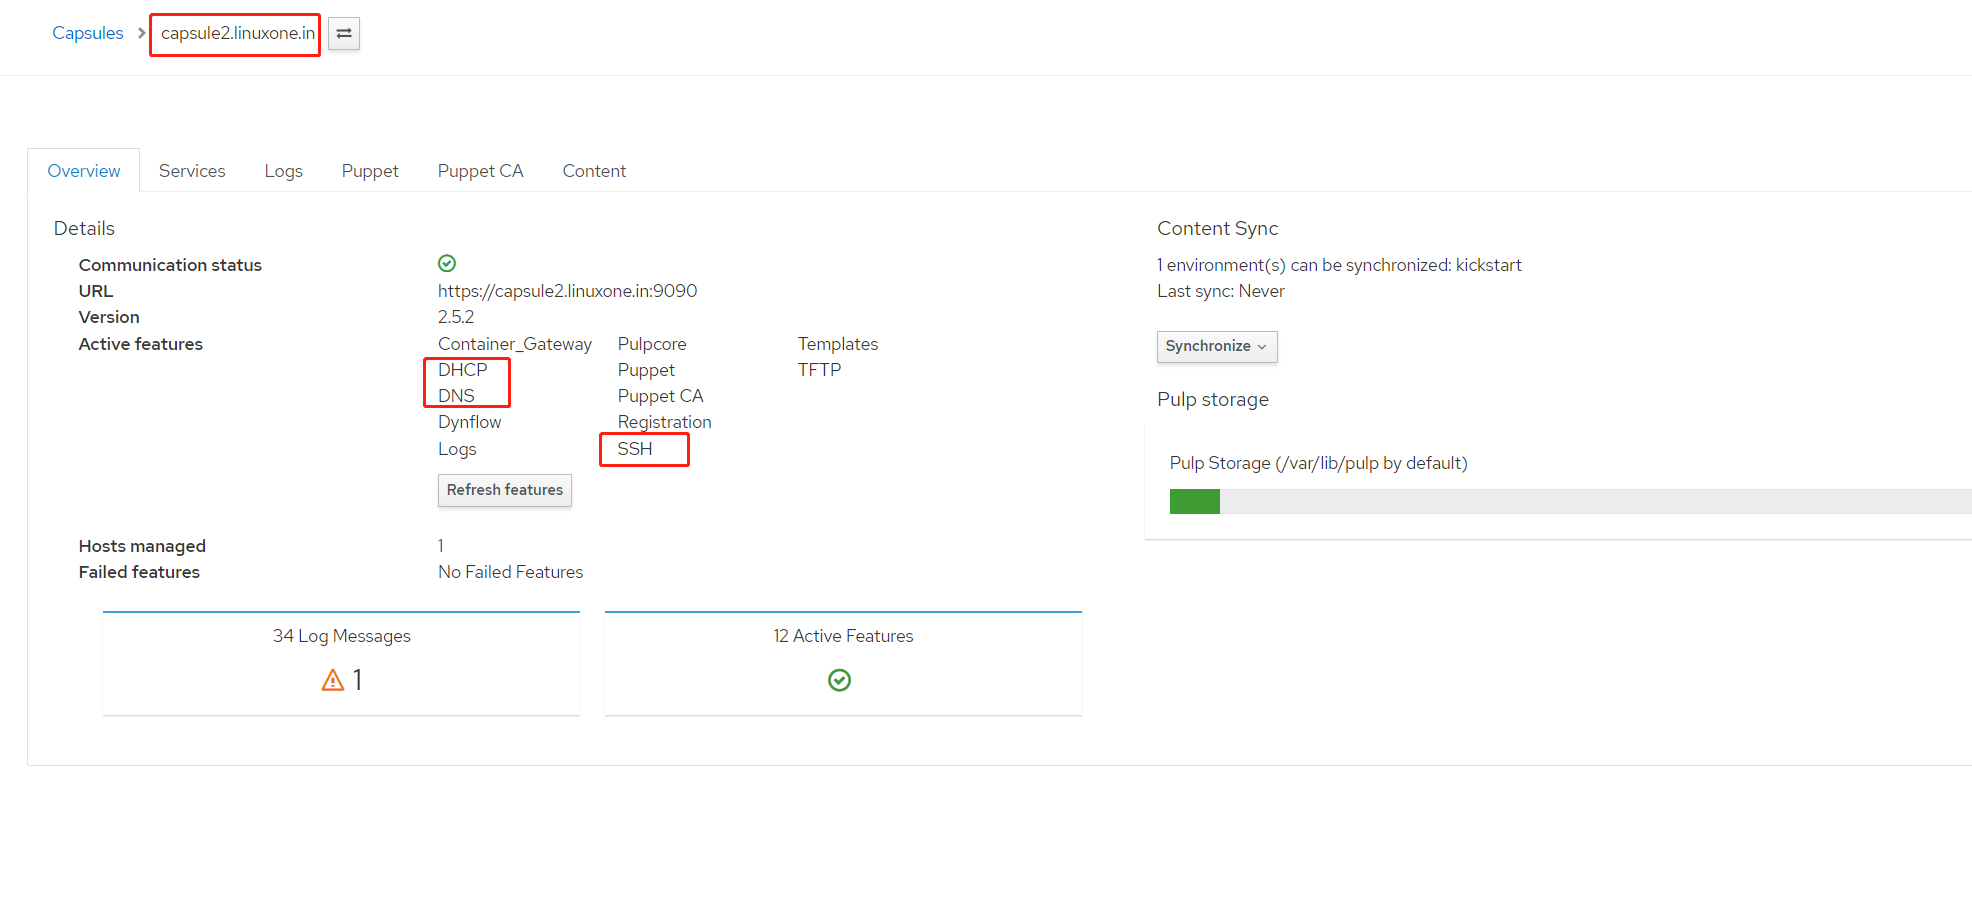 Capsules > capsule2.linuxone.in
Overview Services Logs Puppet Puppet CA Content
Details
Communication status
URL https://capsule2.linuxone.in:9090
Version 2.5.2
Active features Container_Gateway Pulpcore Templates
DHCP Puppet TFTP
DNS Puppet CA
Dynflow Registration
Logs SSH
Refresh features
Hosts managed 1
Failed features No Failed Features
34 Log Messages
1
12 Active Features
Content Sync
1 environment(s) can be synchronized: kickstart
Last sync: Never
Synchronize
Pulp storage
Pulp Storage (/var/lib/pulp by default)